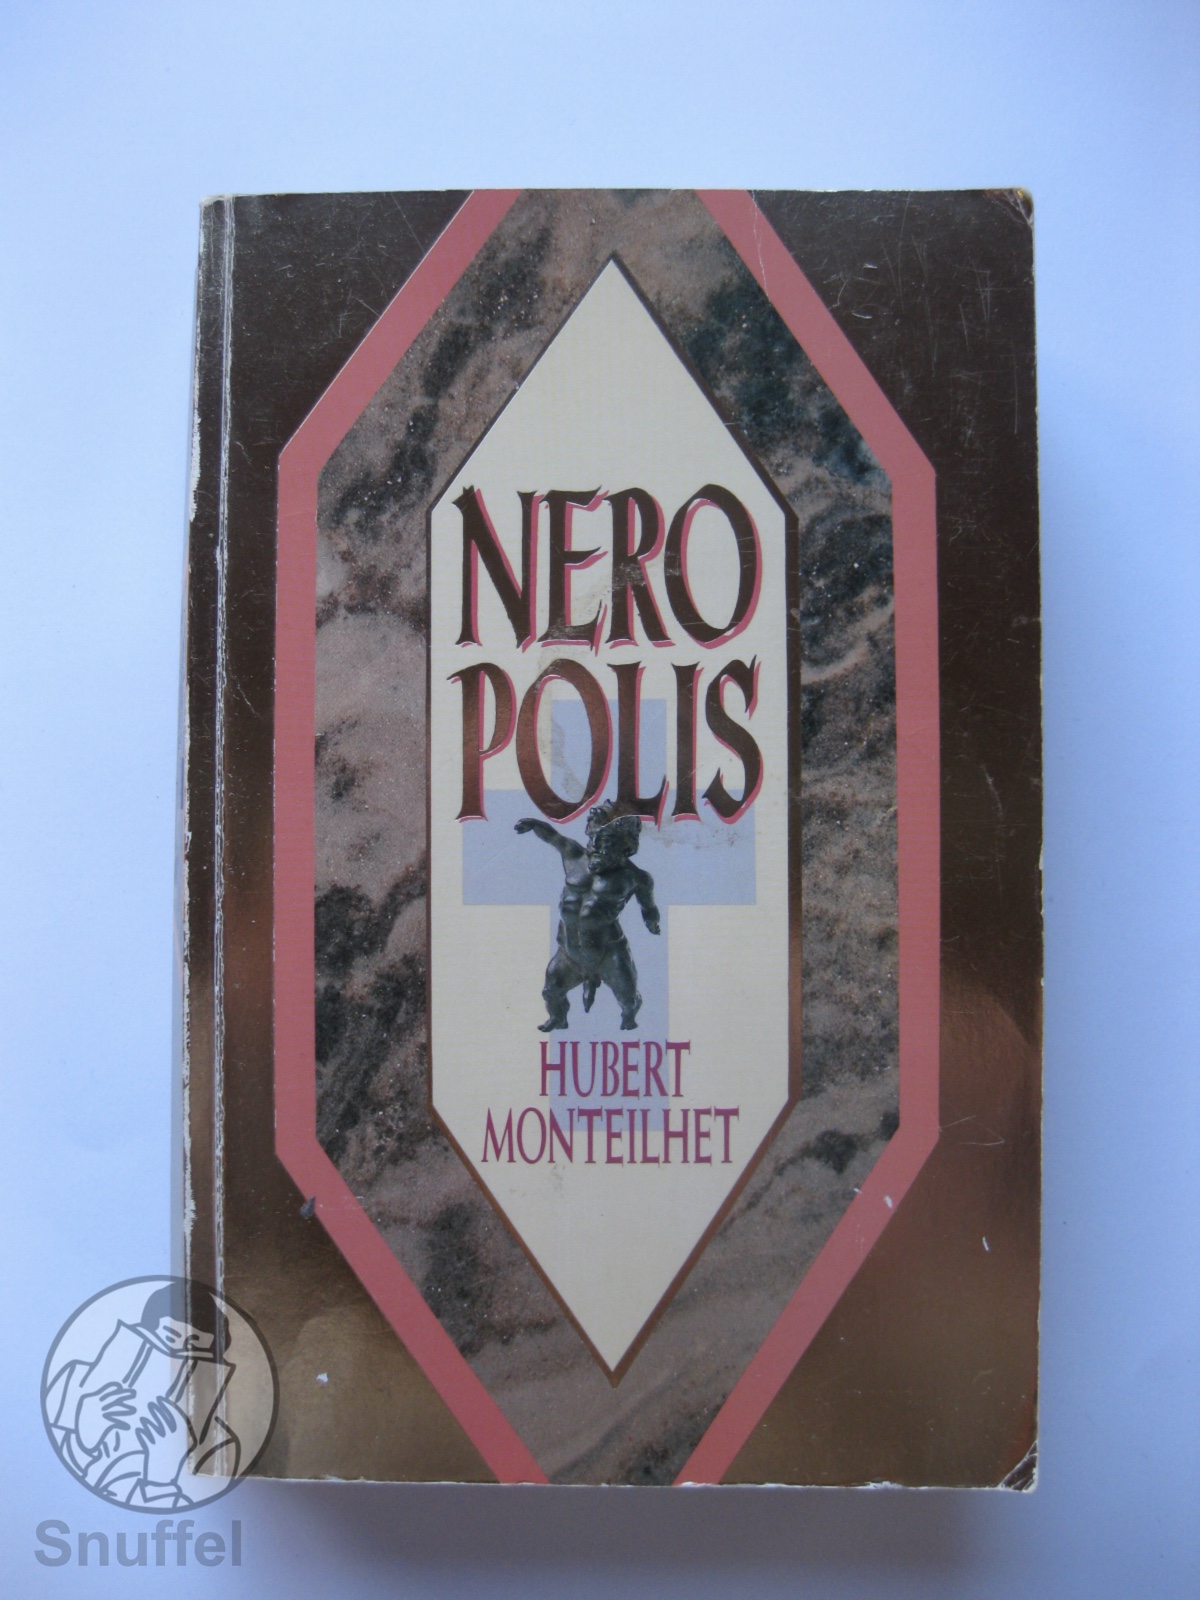 NERO
POLIS
HUBERT
MONTEILHET
Snuffel